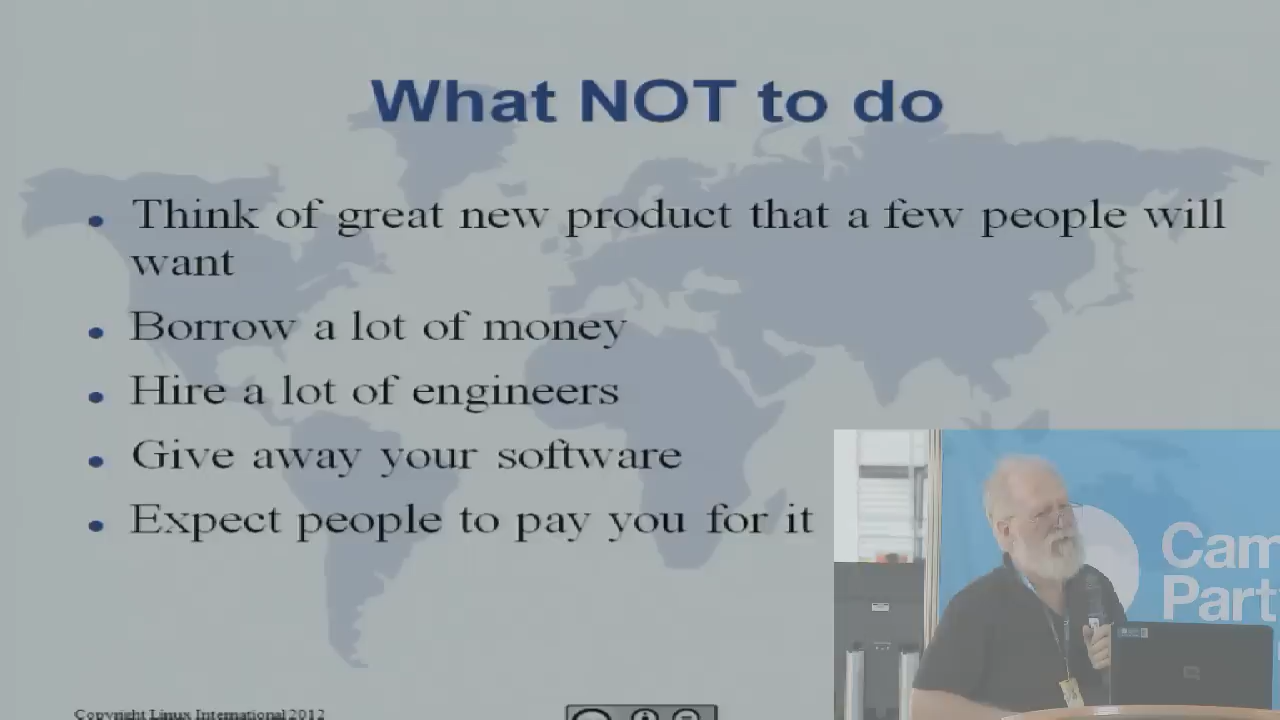 What NOT to do
Think of great new product that a few people will
want
Borrow a lot of money
Hire a lot of engineers
Give away your software
Expect people to pay you for it
Cam
Part
Copyright Linux International 2012